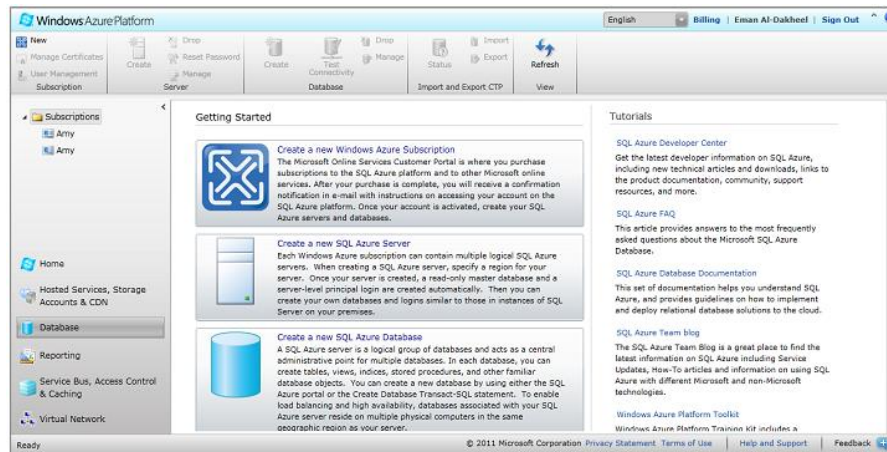 Windows Azure Platform
English
Billing | Eman Al-Dakheel | Sign Out
New
Manage Certificates
User Management
Subscription
Create
Drop
Reset Password
Manage
Server
Create
Test Connectivity
Drop
Manage
Database
Status
Import
Export
Import and Export CTP
Refresh
View
Subscriptions
Amy
Amy
Home
Hosted Services, Storage
Accounts & CDN
Database
Reporting
Service Bus, Access Control
& Caching
Virtual Network
Getting Started
Create a new Windows Azure Subscription
The Microsoft Online Services Customer Portal is where you purchase
subscriptions to the SQL Azure platform and to other Microsoft online
services. After your purchase is complete, you will receive a confirmation
notification in e-mail with instructions on accessing your account on the
SQL Azure platform. Once your account is activated, create your SQL
Azure servers and databases.
Create a new SQL Azure Server
Each Windows Azure subscription can contain multiple logical SQL Azure
servers. When creating a SQL Azure server, specify a region for your
server. Once your server is created, a read-only master database and a
server-level principal login are created automatically. Then you can
create your own databases and logins similar to those in instances of SQL
Server on your premises.
Create a new SQL Azure Database
A SQL Azure server is a logical group of databases and acts as a central
administrative point for multiple databases. In each database, you can
create tables, views, indices, stored procedures, and other familiar
database objects. You can create a new database by using either the SQL
Azure portal or the Create Database Transact-SQL statement. To enable
load balancing and high availability, databases associated with your SQL
Azure server reside on multiple physical computers in the same
geographic region as your server.
Tutorials
SQL Azure Developer Center
Get the latest developer information on SQL Azure,
including new technical articles and downloads, links to
the product documentation, community, support
resources, and more.
SQL Azure FAQ
This article provides answers to the most frequently
asked questions about the Microsoft SQL Azure
Database.
SQL Azure Database Documentation
This set of documentation helps you understand SQL
Azure, and provides guidelines on how to implement
and deploy relational database solutions to the cloud.
SQL Azure Team blog
The SQL Azure Team Blog is a great place to find the
latest information on SQL Azure including Service
Updates, How-To articles and information on using SQL
Azure with different Microsoft and non-Microsoft
technologies.
Windows Azure Platform Toolkit
Windows Azure Platform Training Kit includes a
Ready
© 2011 Microsoft Corporation Privacy Statement Terms of Use | Help and Support | Feedback